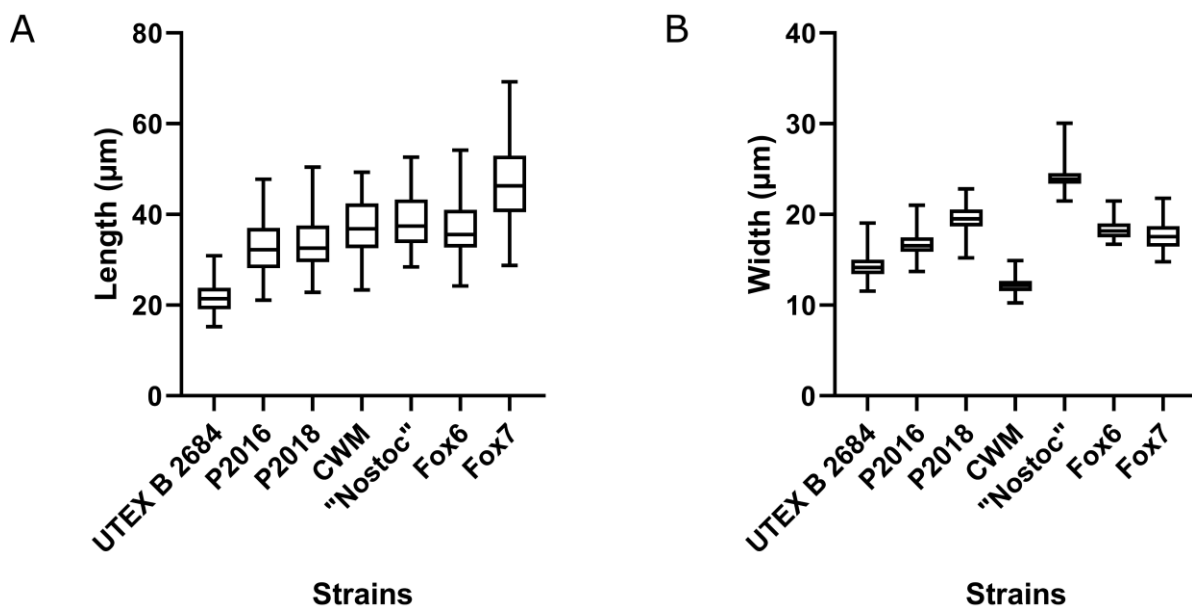 A
Length (µm)
80
60
40
20
0
UTEX B 2684
P2016
P2018
CWM
"Nostoc"
Fox6
Fox7
Strains
B
Width (µm)
40
30
20
10
0
UTEX B 2684
P2016
P2018
CWM
"Nostoc"
Fox6
Fox7
Strains